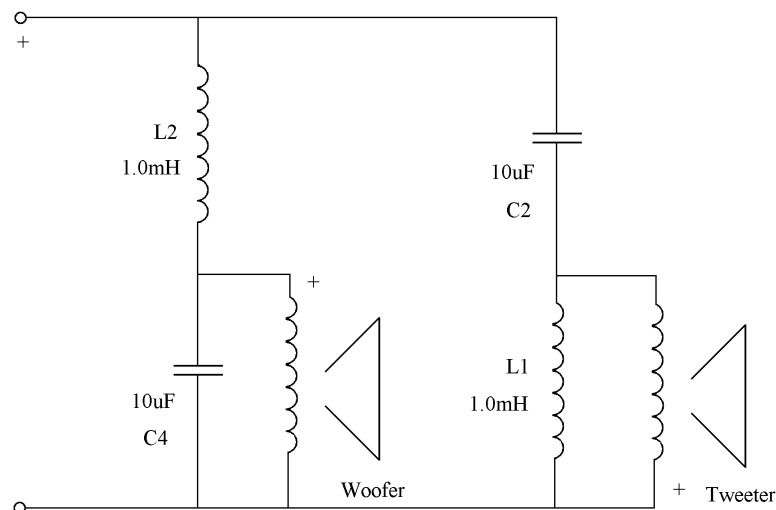 +
L2
1.0mH
10uF
C2
+
L1
1.0mH
10uF
C4
Woofer
+ Tweeter